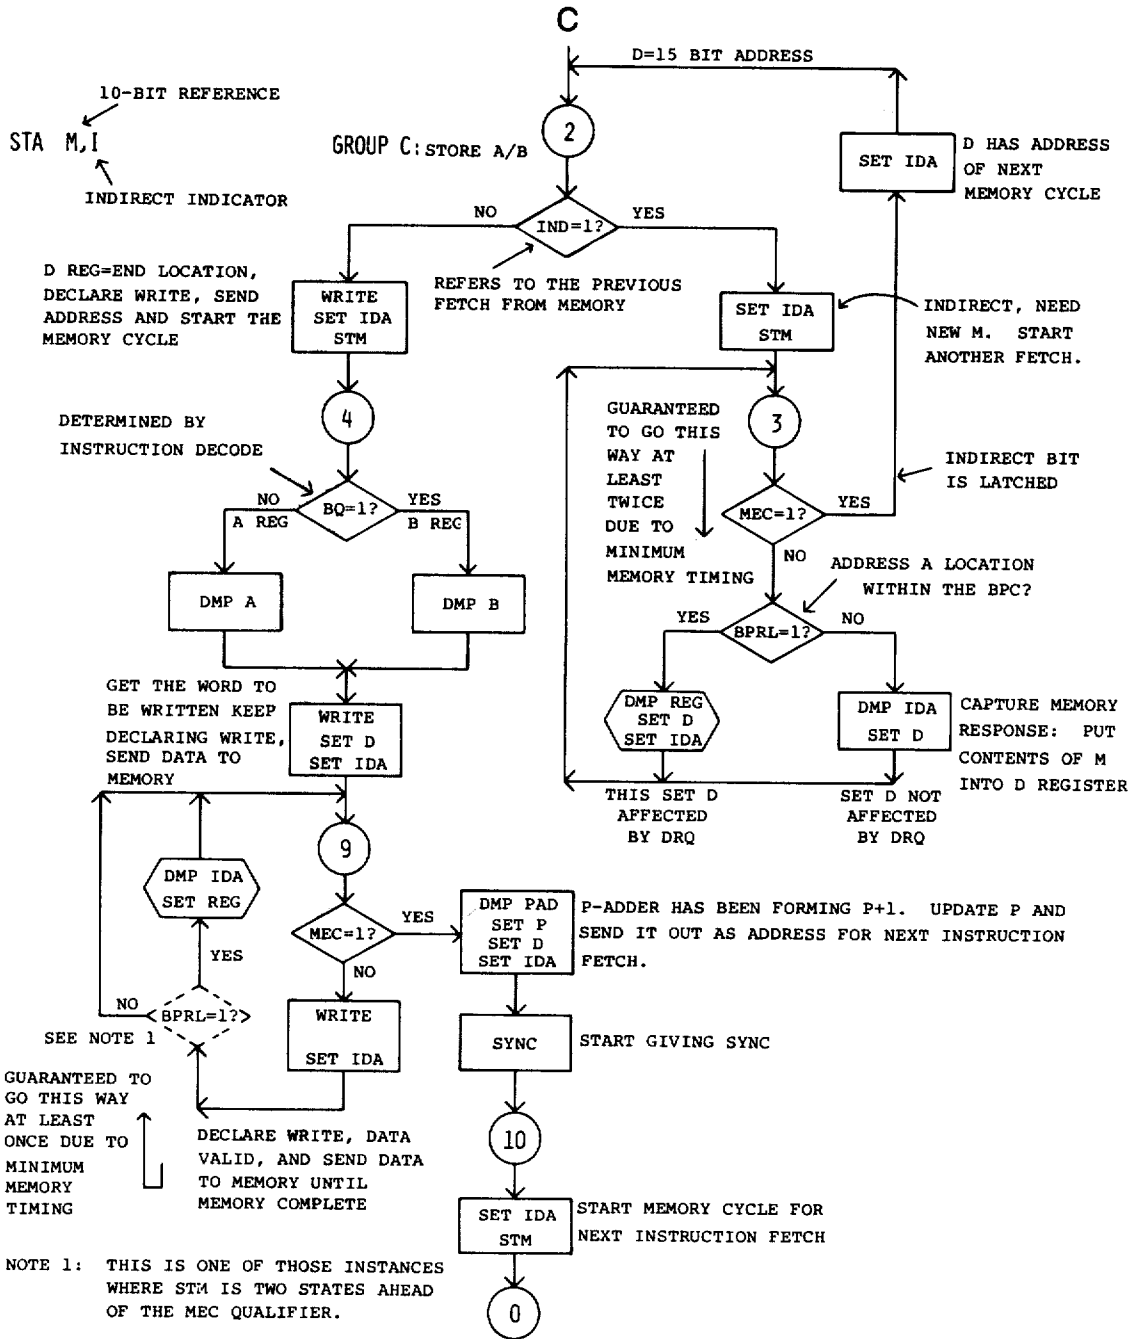 C
D=15 BIT ADDRESS
10-BIT REFERENCE
STA M,I
INDIRECT INDICATOR
2
GROUP C: STORE A/B
SET IDA
D HAS ADDRESS
OF NEXT
MEMORY CYCLE
NO
IND=1?
YES
REFERS TO THE PREVIOUS
FETCH FROM MEMORY
D REG=END LOCATION,
DECLARE WRITE, SEND
ADDRESS AND START THE
MEMORY CYCLE
WRITE
SET IDA
STM
SET IDA
STM
INDIRECT, NEED
NEW M. START
ANOTHER FETCH.
4
DETERMINED BY
INSTRUCTION DECODE
GUARANTEED
TO GO THIS
WAY AT
LEAST
TWICE
DUE TO
MINIMUM
MEMORY TIMING
3
INDIRECT BIT
IS LATCHED
NO
A REG
BQ=1?
YES
B REG
MEC=1?
YES
NO
DMP A
DMP B
ADDRESS A LOCATION
WITHIN THE BPC?
YES
BPRL=1?
NO
GET THE WORD TO
BE WRITTEN KEEP
DECLARING WRITE,
SEND DATA TO
MEMORY
WRITE
SET D
SET IDA
DMP REG
SET D
SET IDA
DMP IDA
SET D
CAPTURE MEMORY
RESPONSE: PUT
CONTENTS OF M
INTO D REGISTER
THIS SET D
AFFECTED
BY DRQ
SET D NOT
AFFECTED
BY DRQ
9
DMP IDA
SET REG
MEC=1?
YES
NO
DMP PAD
SET P
SET D
SET IDA
P-ADDER HAS BEEN FORMING P+1. UPDATE P AND
SEND IT OUT AS ADDRESS FOR NEXT INSTRUCTION
FETCH.
YES
NO
BPRL=1?
SEE NOTE 1
WRITE
SET IDA
SYNC
START GIVING SYNC
GUARANTEED TO
GO THIS WAY
AT LEAST
ONCE DUE TO
MINIMUM
MEMORY
TIMING
DECLARE WRITE, DATA
VALID, AND SEND DATA
TO MEMORY UNTIL
MEMORY COMPLETE
10
SET IDA
STM
START MEMORY CYCLE FOR
NEXT INSTRUCTION FETCH
NOTE 1: THIS IS ONE OF THOSE INSTANCES
WHERE STM IS TWO STATES AHEAD
OF THE MEC QUALIFIER.
0